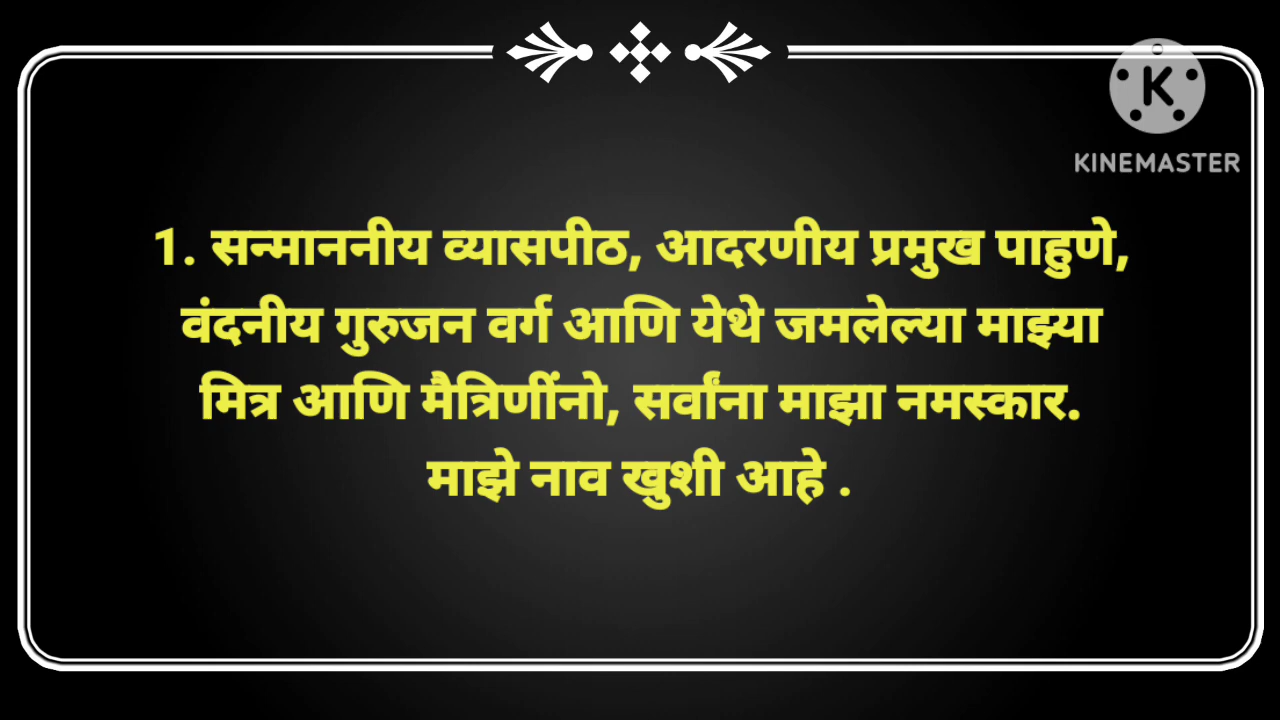 KINEMASTER
1. सन्माननीय व्यासपीठ, आदरणीय प्रमुख पाहुणे,
वंदनीय गुरुजन वर्ग आणि येथे जमलेल्या माझ्या
मित्र आणि मैत्रिणींनो, सर्वांना माझा नमस्कार.
माझे नाव खुशी आहे .